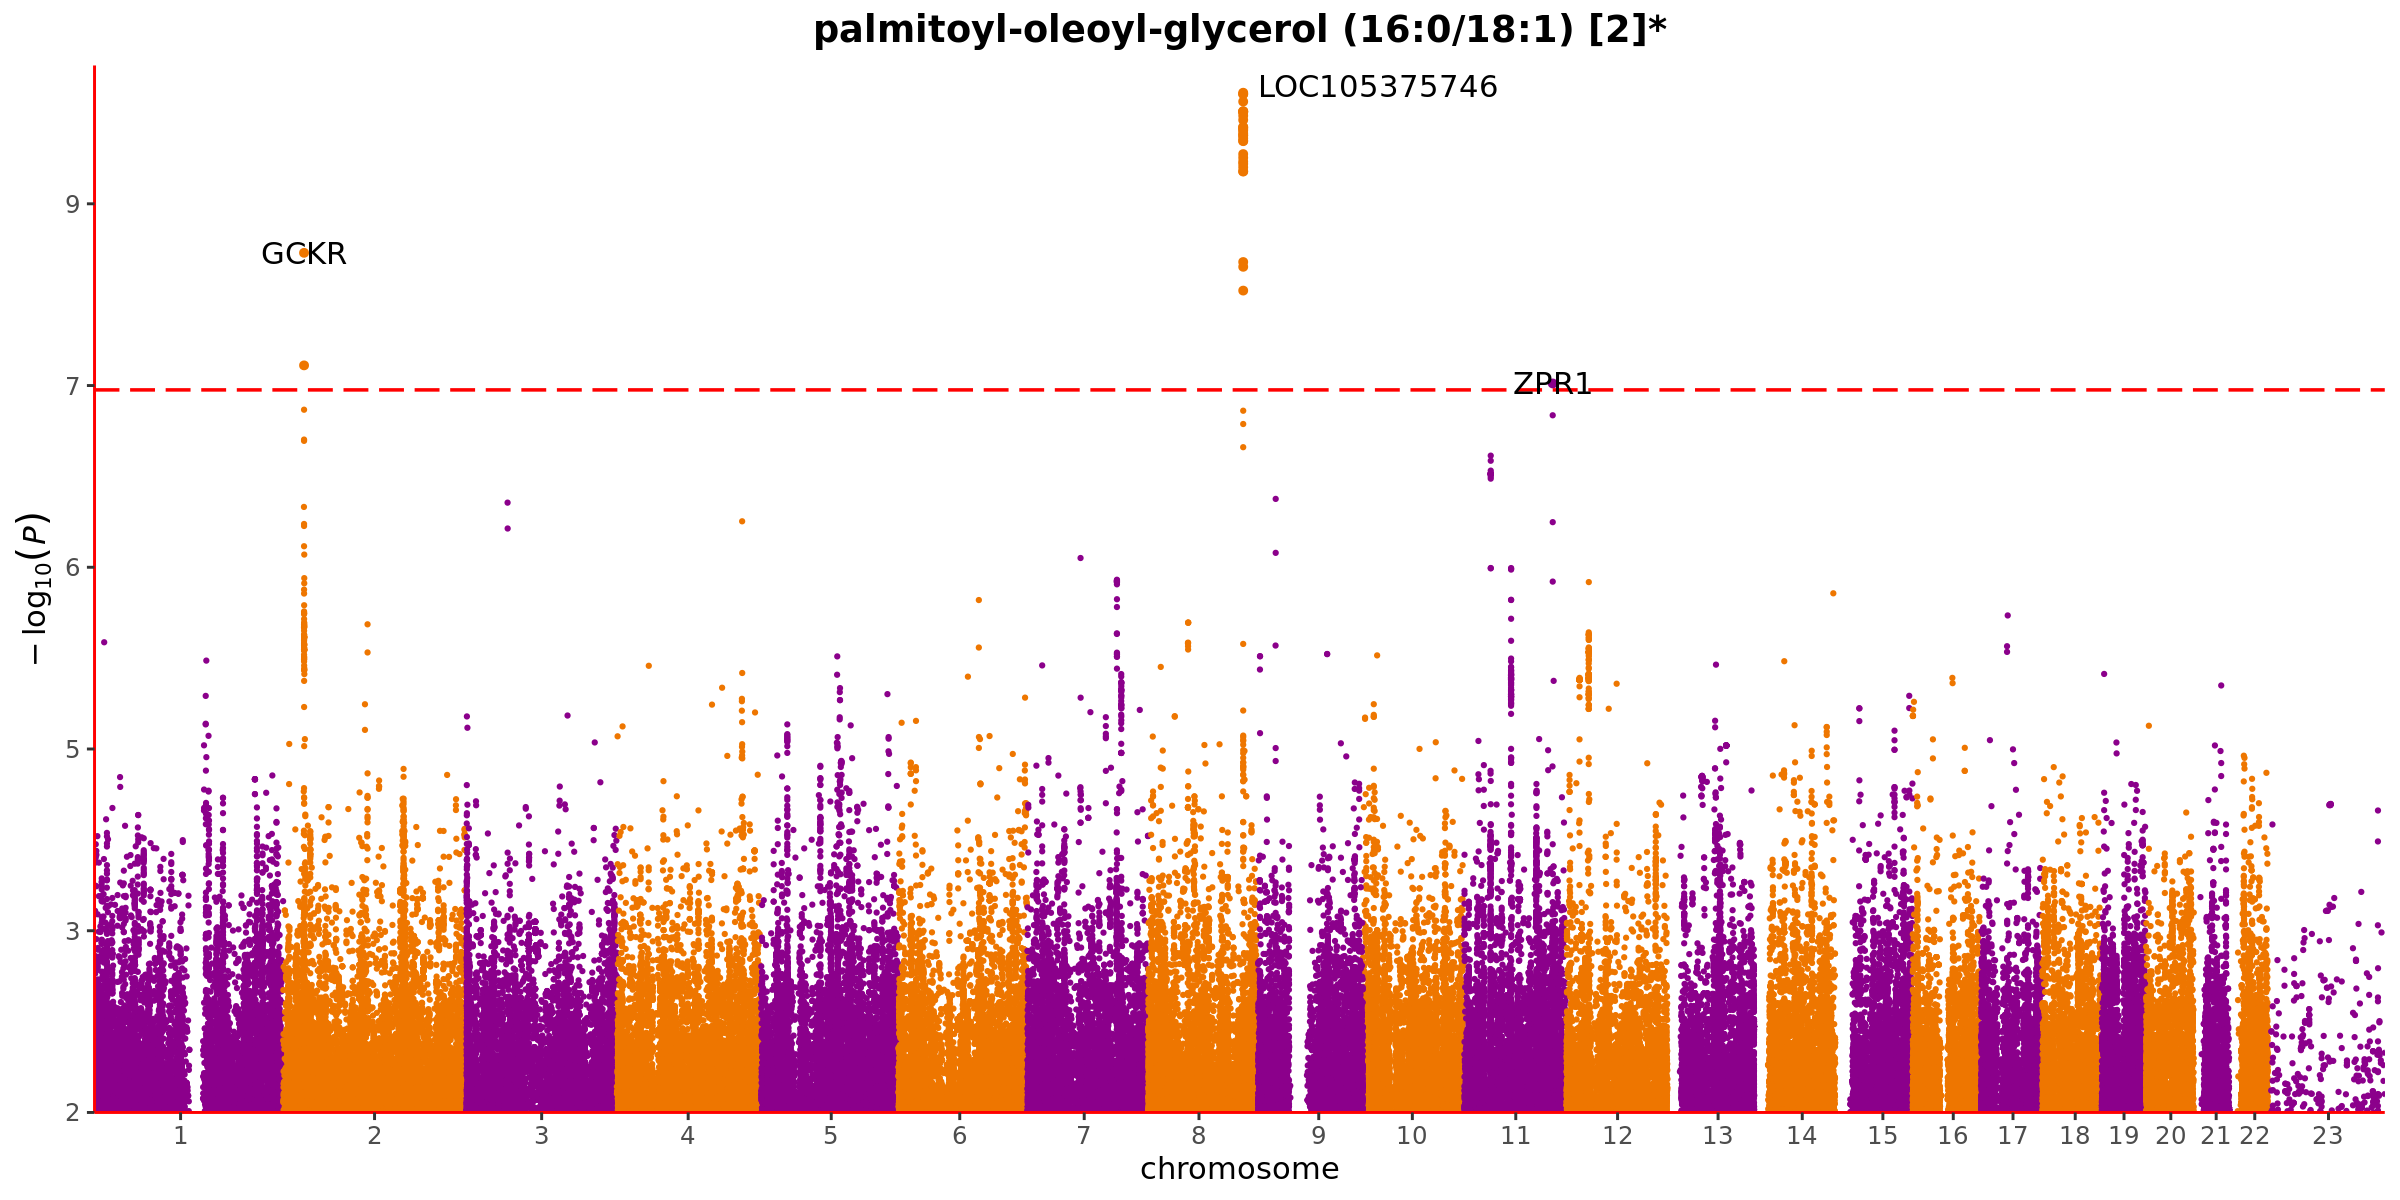 palmitoyl-oleoyl-glycerol (16:0/18:1) [2]*
LOC105375746
GCKR
ZPR1
9
7
6
5
3
2
− log10(P)
1 2 3 4 5 6 7 8 9 10 11 12 13 14 15 16 17 18 19 20 21 22 23
chromosome